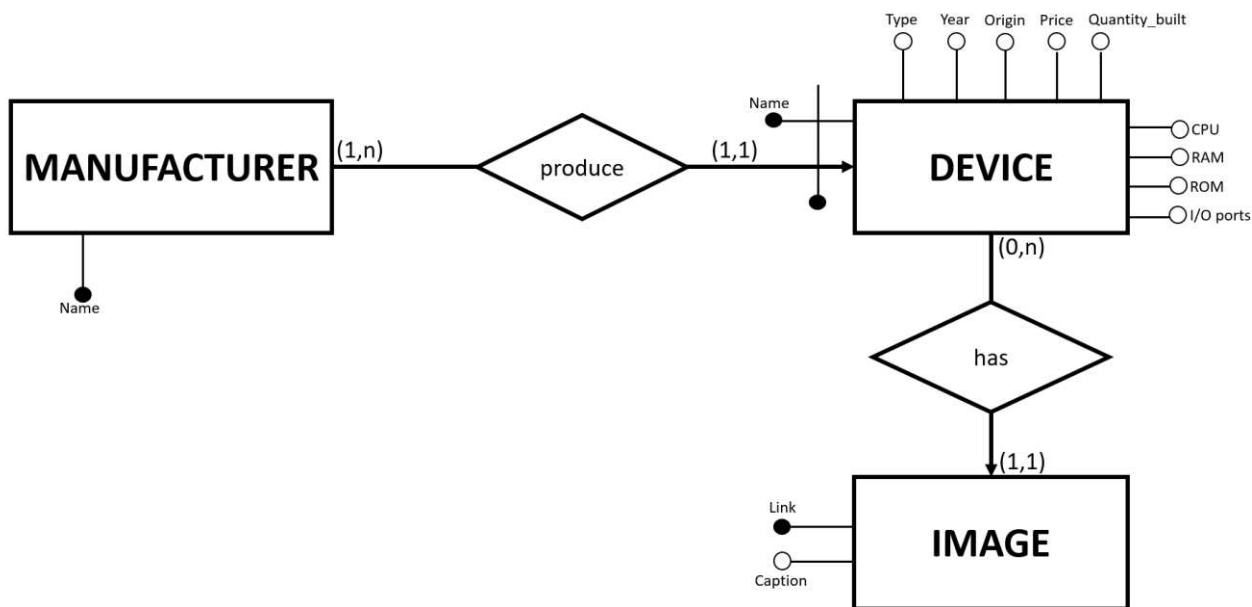 Type Year Origin Price Quantity_built
Name
MANUFACTURER
(1,n)
produce
(1,1)
DEVICE
CPU
RAM
ROM
I/O ports
Name
(0,n)
has
(1,1)
Link
IMAGE
Caption